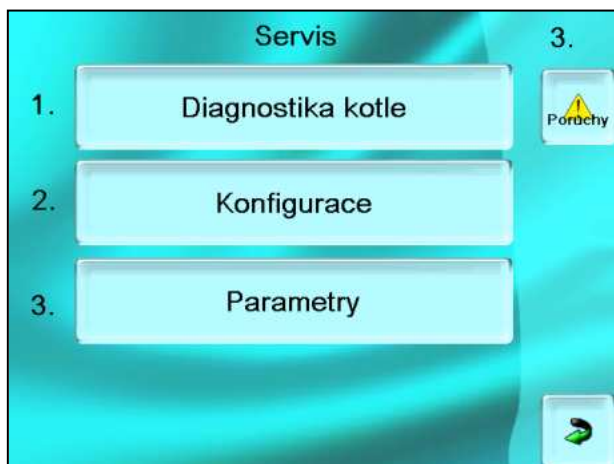 Servis
3.
1.
Diagnostika kotle
Poruchy
2.
Konfigurace
3.
Parametry